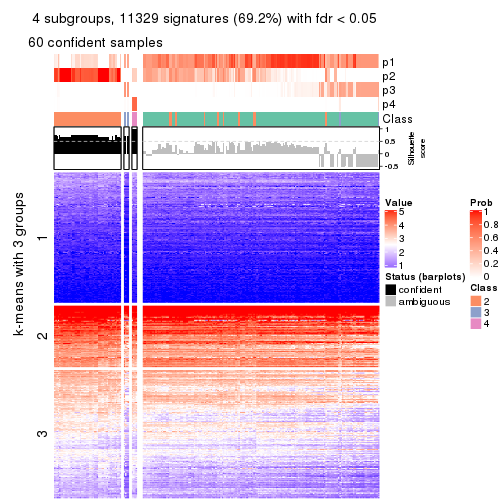 4 subgroups, 11329 signatures (69.2%) with fdr < 0.05
60 confident samples
p1
p2
p3
p4
Class
1
0.5
0
-0.5
Silhouette
score
k-means with 3 groups
1
2
3
Value
5
4
3
2
1
Status (barplots)
confident
ambiguous
Prob
1
0.8
0.6
0.4
0.2
0
Class
2
3
4